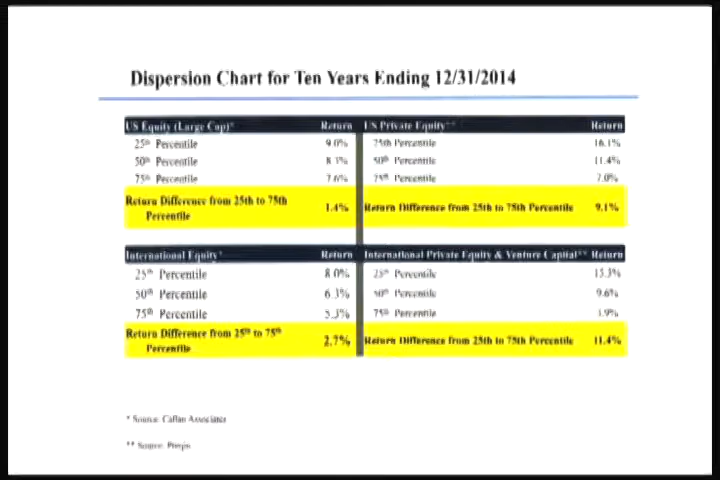 Dispersion Chart for Ten Years Ending 12/31/2014
US Equity (Large Cap)* Return US Private Equity** Return
25th Percentile 9.0% Percentile 16.1%
50th Percentile 8.1% 50th Percentile 11.4%
75th Percentile 7.6% 75th Percentile 7.0%
Return Difference from 25th to 75th
Percentile 1.4% Return Difference from 25th to 75th Percentile 9.1%
International Equity* Return International Private Equity & Venture Capital** Return
25th Percentile 8.0% 25th Percentile 15.3%
50th Percentile 6.3% 50th Percentile 9.6%
75th Percentile 5.3% 75th Percentile 3.9%
Return Difference from 25th to 75th
Percentile 2.7% Return Difference from 25th to 75th Percentile 11.4%
* Source: Callan Associates
** Source: